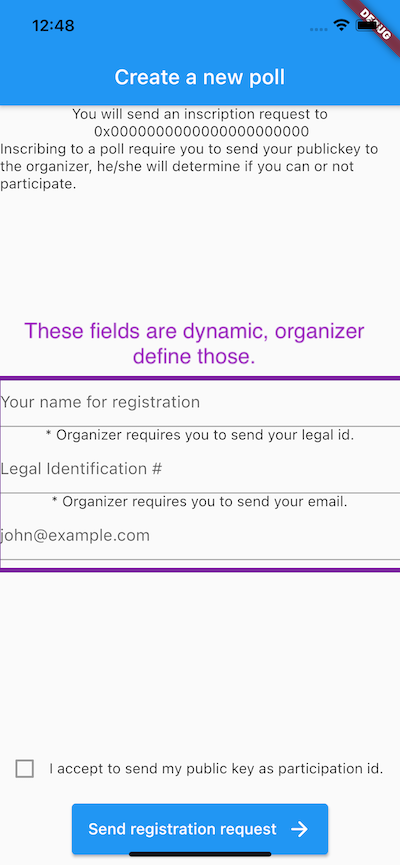 12:48
DEBUG
Create a new poll
You will send an inscription request to
0x00000000000000000000000
Inscribing to a poll require you to send your publickey to
the organizer, he/she will determine if you can or not
participate.
These fields are dynamic, organizer
define those.
Your name for registration
* Organizer requires you to send your legal id.
Legal Identification #
* Organizer requires you to send your email.
john@example.com
I accept to send my public key as participation id.
Send registration request